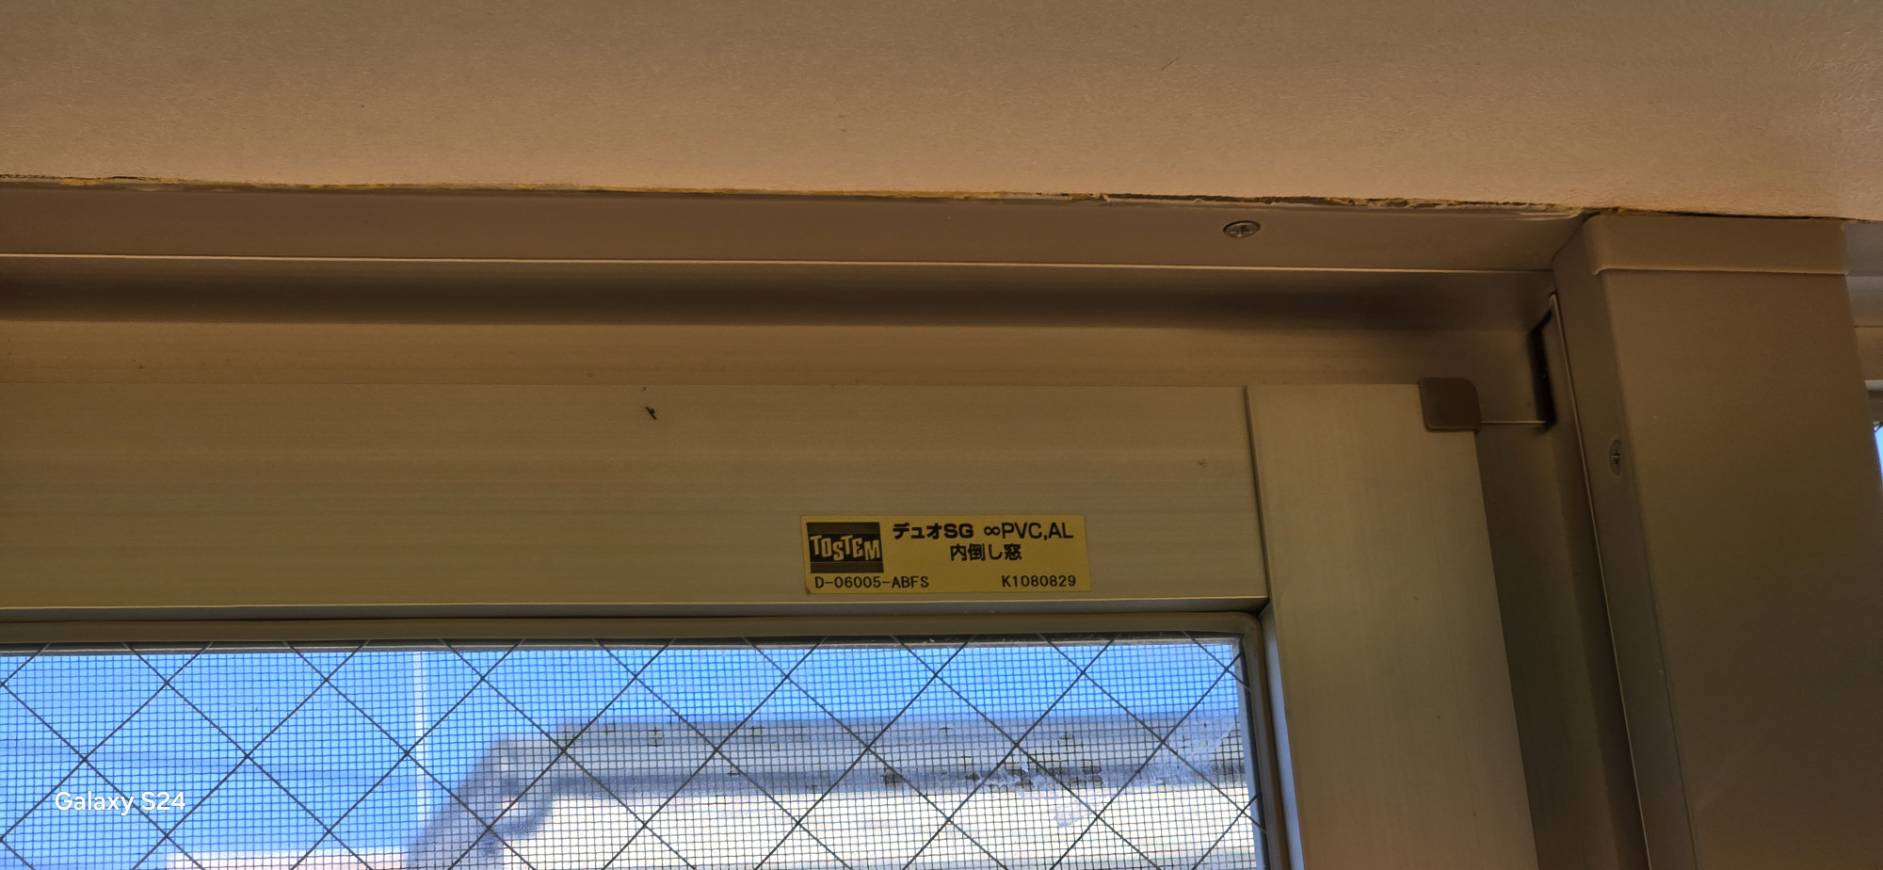 TOSTEM
デュオSG ∞PVC,AL
内倒し窓
D-06005-ABFS K1080829
Galaxy S24